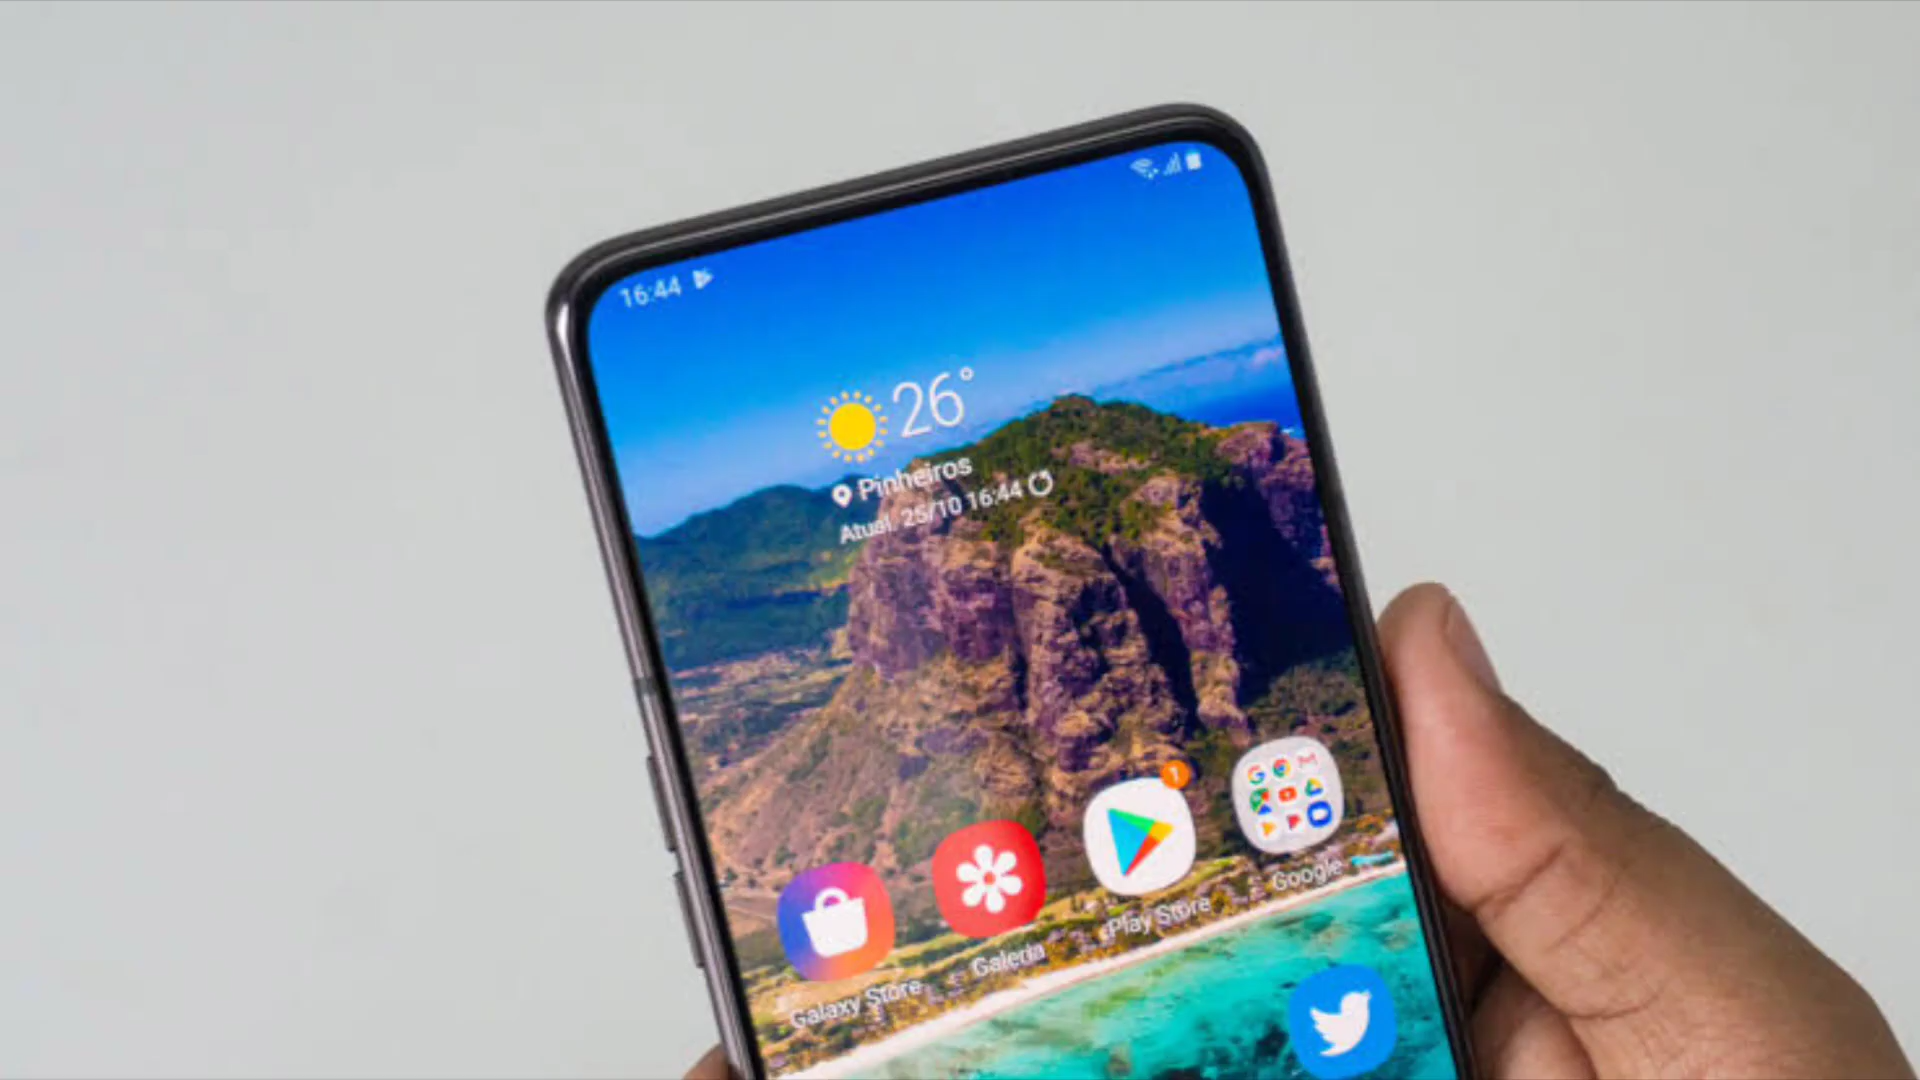 16:44
26°
Pinheiros
Atual. 25/10 16:44
1
Galaxy Store
Galeria
Play Store
Google